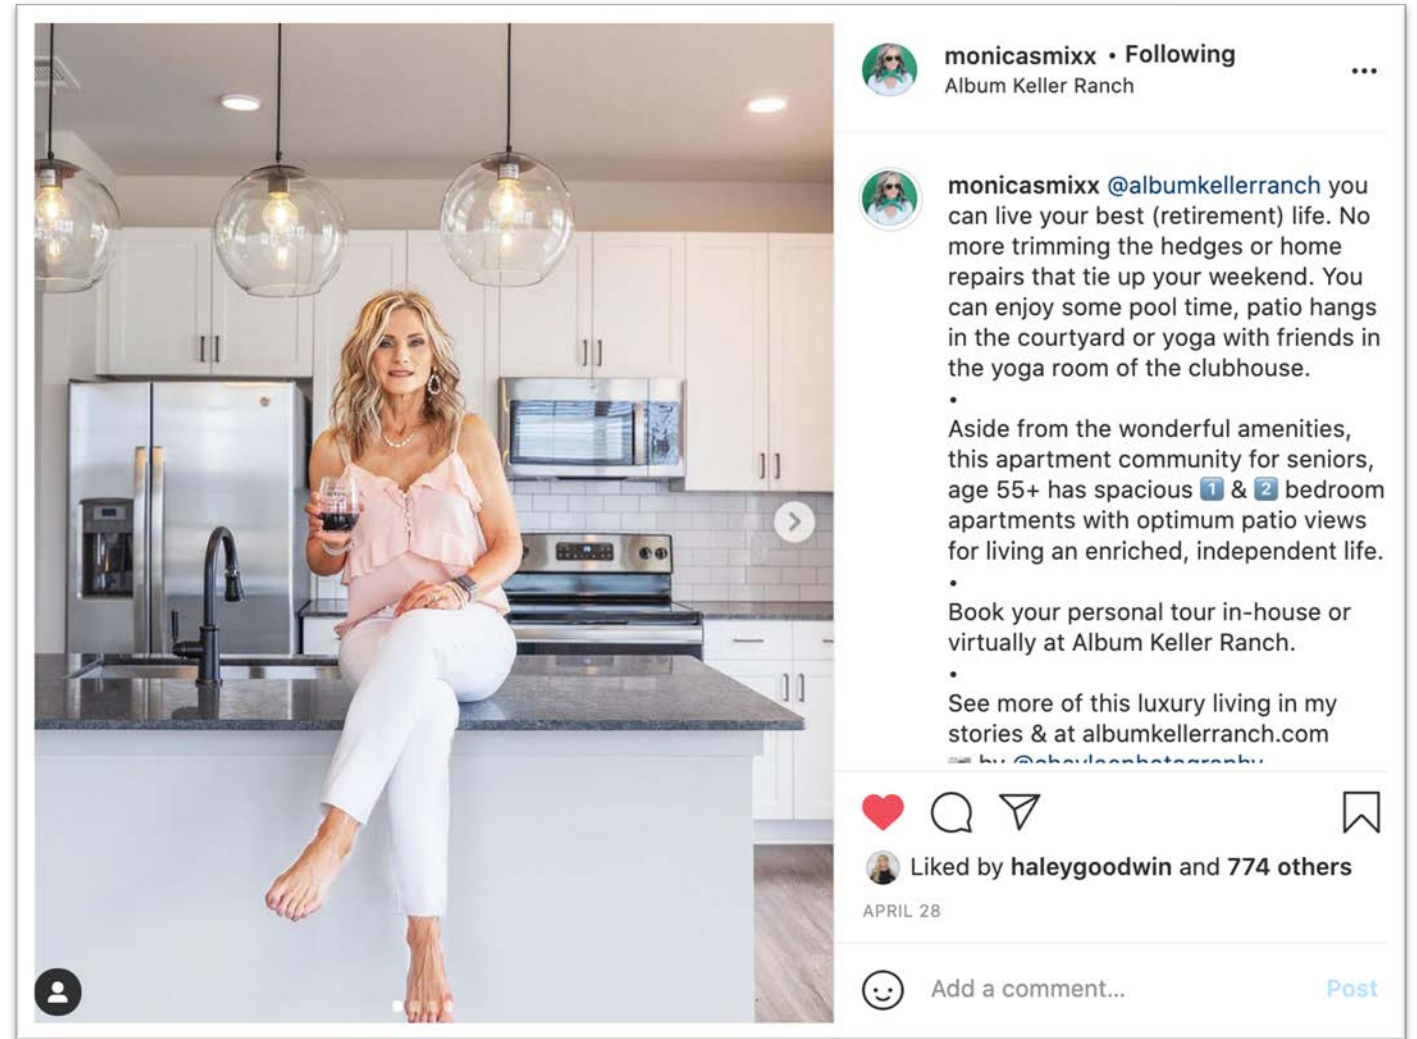 monicasmixx • Following
Album Keller Ranch
monicasmixx @albumkellerranch you
can live your best (retirement) life. No
more trimming the hedges or home
repairs that tie up your weekend. You
can enjoy some pool time, patio hangs
in the courtyard or yoga with friends in
the yoga room of the clubhouse.
•
Aside from the wonderful amenities,
this apartment community for seniors,
age 55+ has spacious 1️⃣ & 2️⃣ bedroom
apartments with optimum patio views
for living an enriched, independent life.
•
Book your personal tour in-house or
virtually at Album Keller Ranch.
•
See more of this luxury living in my
stories & at albumkellerranch.com
by
Liked by haleygoodwin and 774 others
APRIL 28
Add a comment...
Post